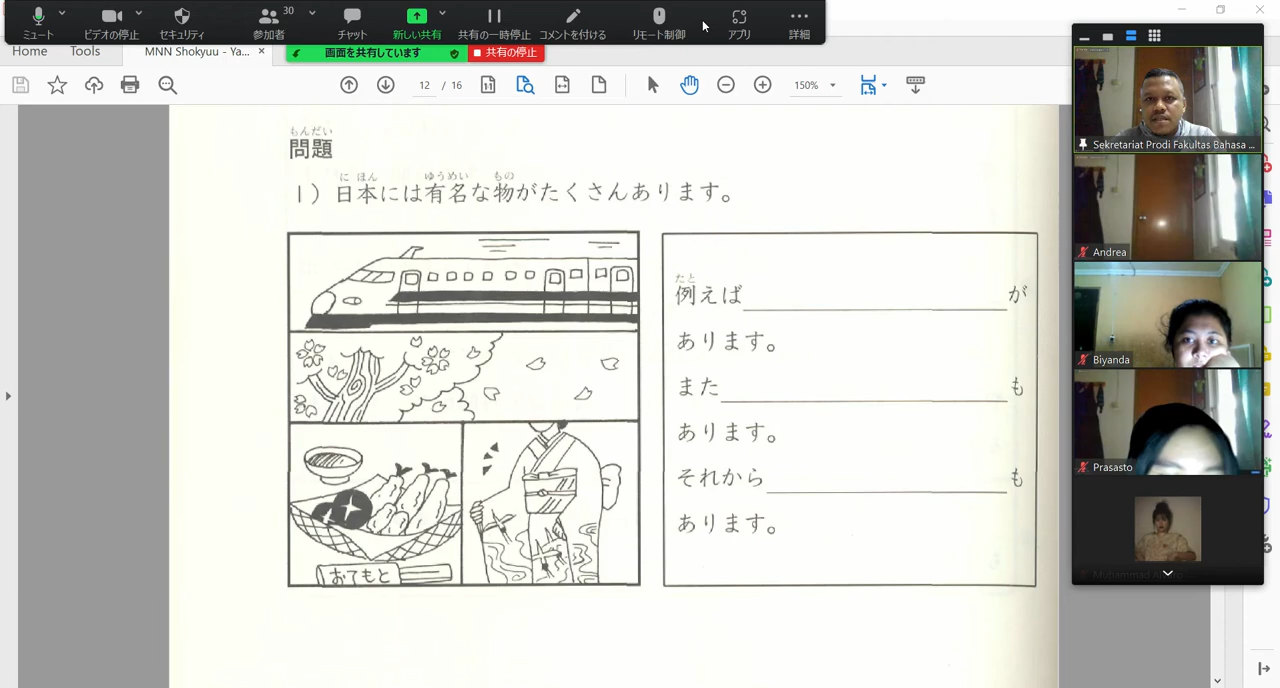 ミュート
ビデオの停止
セキュリティ
参加者
30
チャット
新しい共有
共有の一時停止
コメントを付ける
リモート制御
アプリ
詳細
画面を共有しています
共有の停止
Home
Tools
MNN Shokyuu - Ya...
12 / 16
150%
もんだい
問題
に ほん ゆうめい もの
1）日本には有名な物がたくさんあります。
おてもと
たと
例えば が
あります。
また も
あります。
それから も
あります。
Sekretariat Prodi Fakultas Bahasa ...
Andrea
Biyanda
Prasasto